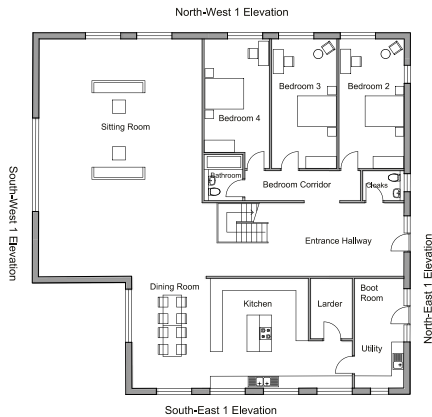 North-West 1 Elevation
Bedroom 3
Bedroom 2
Bedroom 4
Sitting Room
Bathroom
Bedroom Corridor
Cloaks
South-West 1 Elevation
Entrance Hallway
North-East 1 Elevation
Dining Room
Kitchen
Larder
Boot
Room
Utility
South-East 1 Elevation